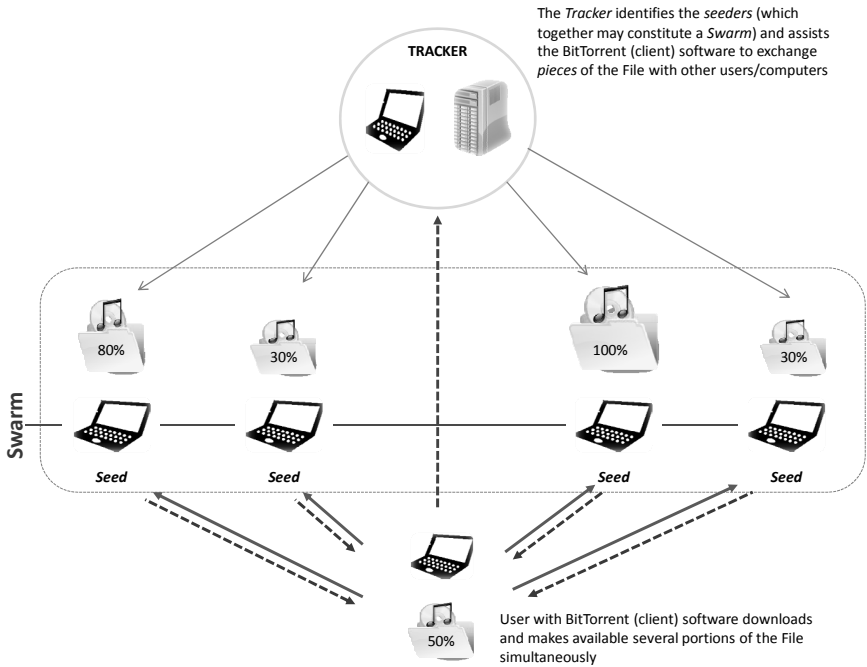 The Tracker identifies the seeders (which
together may constitute a Swarm) and assists
the BitTorrent (client) software to exchange
pieces of the File with other users/computers
TRACKER
80%
30%
100%
30%
Swarm
Seed
Seed
Seed
Seed
50%
User with BitTorrent (client) software downloads
and makes available several portions of the File
simultaneously